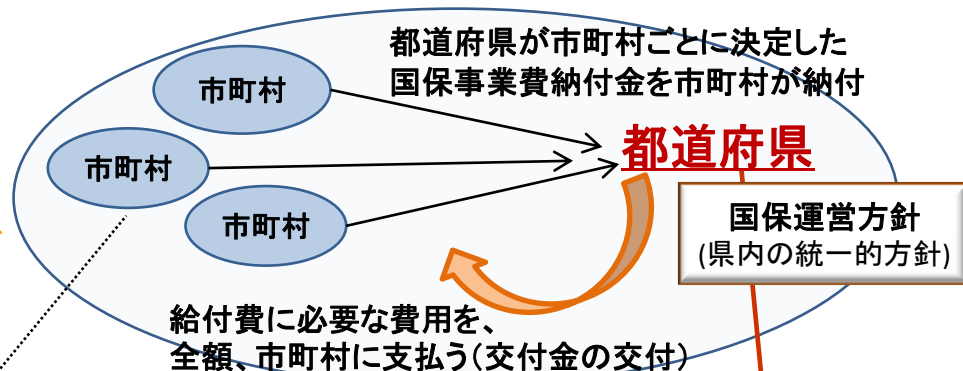 都道府県が市町村ごとに決定した
国保事業費納付金を市町村が納付
市町村
市町村
市町村
都道府県
国保運営方針
(県内の統一的方針)
給付費に必要な費用を、
全額、市町村に支払う(交付金の交付)